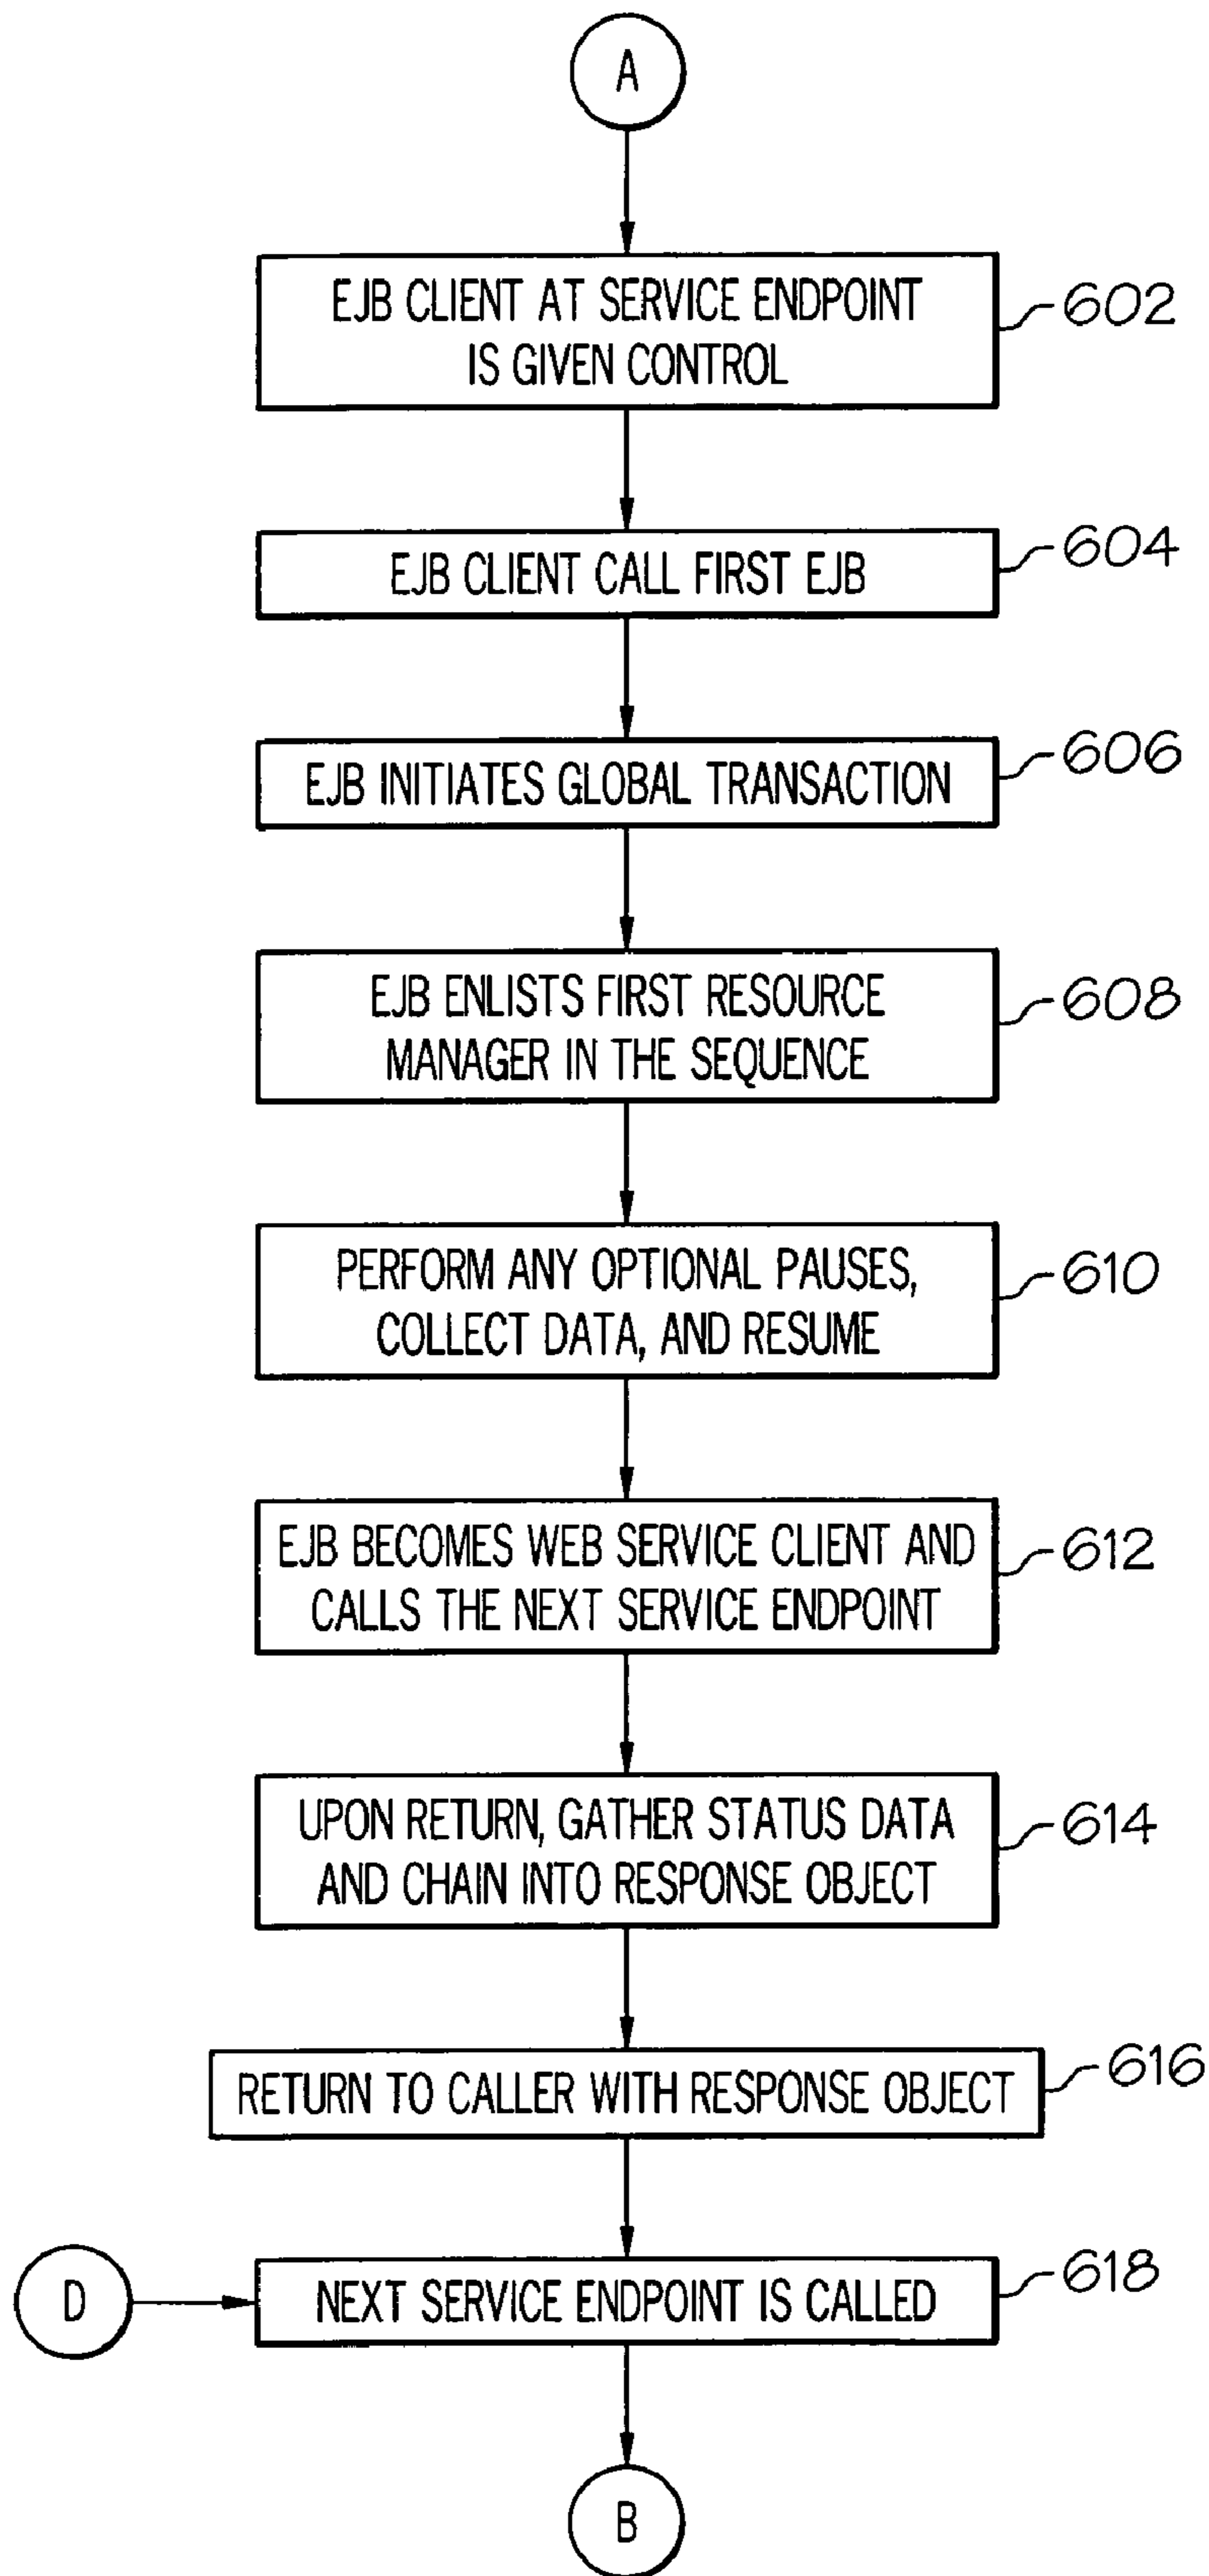 A
EJB CLIENT AT SERVICE ENDPOINT
IS GIVEN CONTROL
602
EJB CLIENT CALL FIRST EJB
604
EJB INITIATES GLOBAL TRANSACTION
606
EJB ENLISTS FIRST RESOURCE
MANAGER IN THE SEQUENCE
608
PERFORM ANY OPTIONAL PAUSES,
COLLECT DATA, AND RESUME
610
EJB BECOMES WEB SERVICE CLIENT AND
CALLS THE NEXT SERVICE ENDPOINT
612
UPON RETURN, GATHER STATUS DATA
AND CHAIN INTO RESPONSE OBJECT
614
RETURN TO CALLER WITH RESPONSE OBJECT
616
D
NEXT SERVICE ENDPOINT IS CALLED
618
B